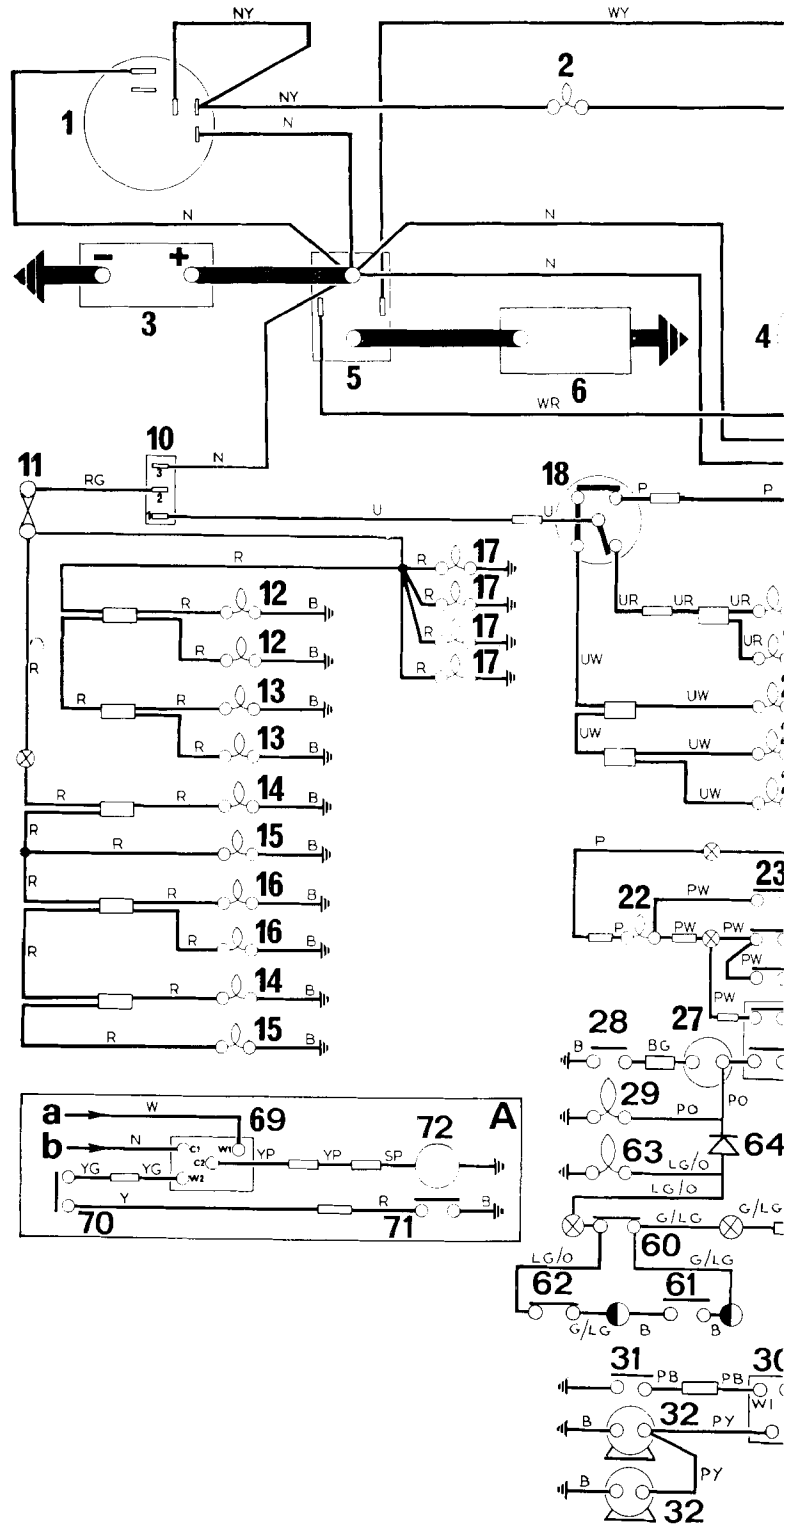 NY WY
2
1 NY
N
N N
- + N
3 4
5 6
WR
10
11 3 N 18
RG 2 P P
1 U U
R R 17
R 12 B R 17
UR UR UR
R 12 B R 17
UR
R R 17
UW
R R 13 B
UW
R 13 B
UW UW
R R 14 B
UW
R
R 15 B P
R R 16 B PW 23
22
P PW PW
R 16 B PW
R
R 14 B PW
R 15 B 28 27
B BG
A 29
a W 69 PO PO
b N C1 W1 72 64
C2 YP YP SP 63
YG YG W2 LG/O
Y R 71 B LG/O
70 G/LG G/LG
60
LG/O G/LG
62 61
G/LG B B
31 30
PB PB
W1
32
B PY
PY
B
32